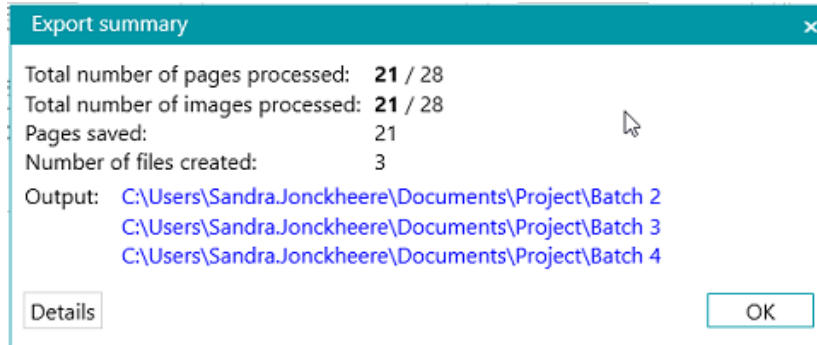 Export summary
Total number of pages processed: 21 / 28
Total number of images processed: 21 / 28
Pages saved: 21
Number of files created: 3
Output: C:\Users\Sandra.Jonckheere\Documents\Project\Batch 2
C:\Users\Sandra.Jonckheere\Documents\Project\Batch 3
C:\Users\Sandra.Jonckheere\Documents\Project\Batch 4
Details OK